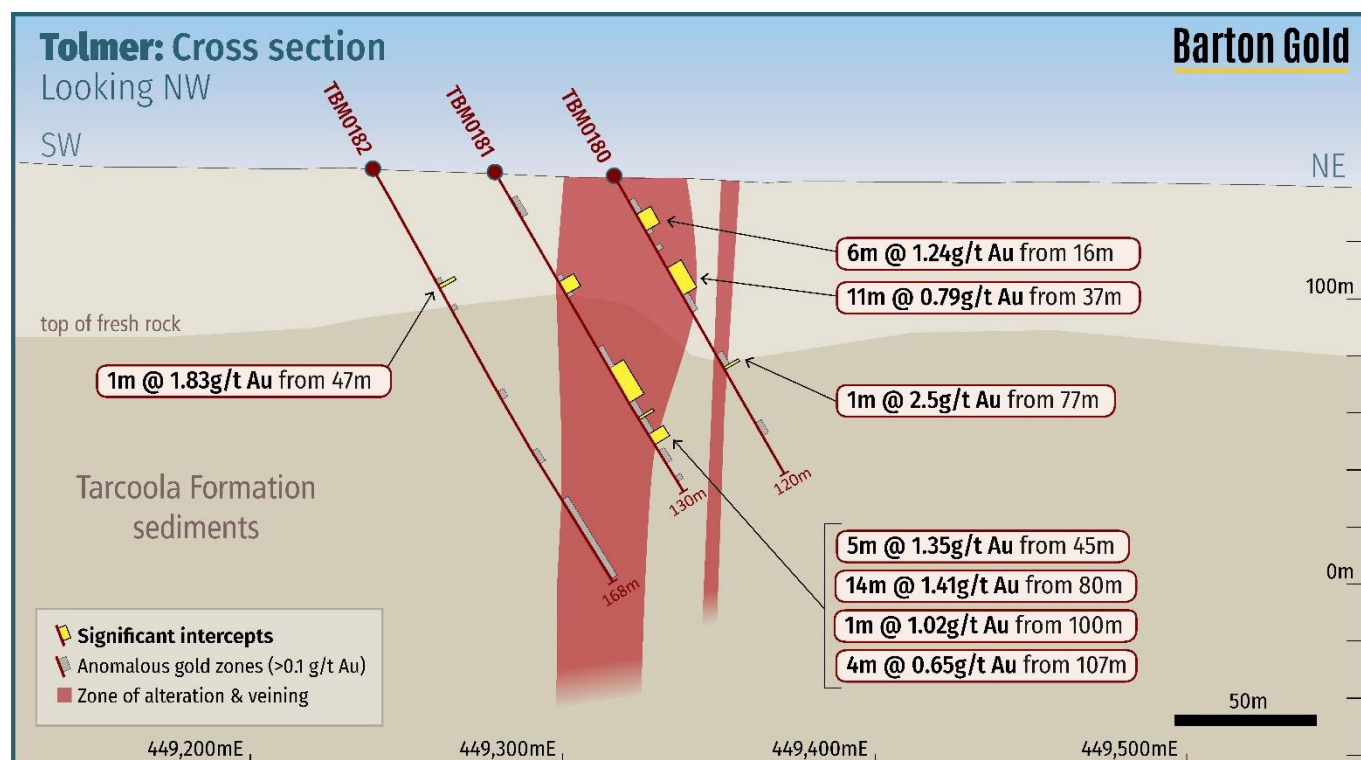 Tolmer: Cross section
Looking NW
Barton Gold
SW
NE
TBM0182
TBM0181
TBM0180
6m @ 1.24g/t Au from 16m
11m @ 0.79g/t Au from 37m
100m
top of fresh rock
1m @ 1.83g/t Au from 47m
1m @ 2.5g/t Au from 77m
Tarcoola Formation
sediments
120m
130m
168m
5m @ 1.35g/t Au from 45m
14m @ 1.41g/t Au from 80m
1m @ 1.02g/t Au from 100m
4m @ 0.65g/t Au from 107m
0m
Significant intercepts
Anomalous gold zones (>0.1 g/t Au)
Zone of alteration & veining
50m
449,200mE
449,300mE
449,400mE
449,500mE